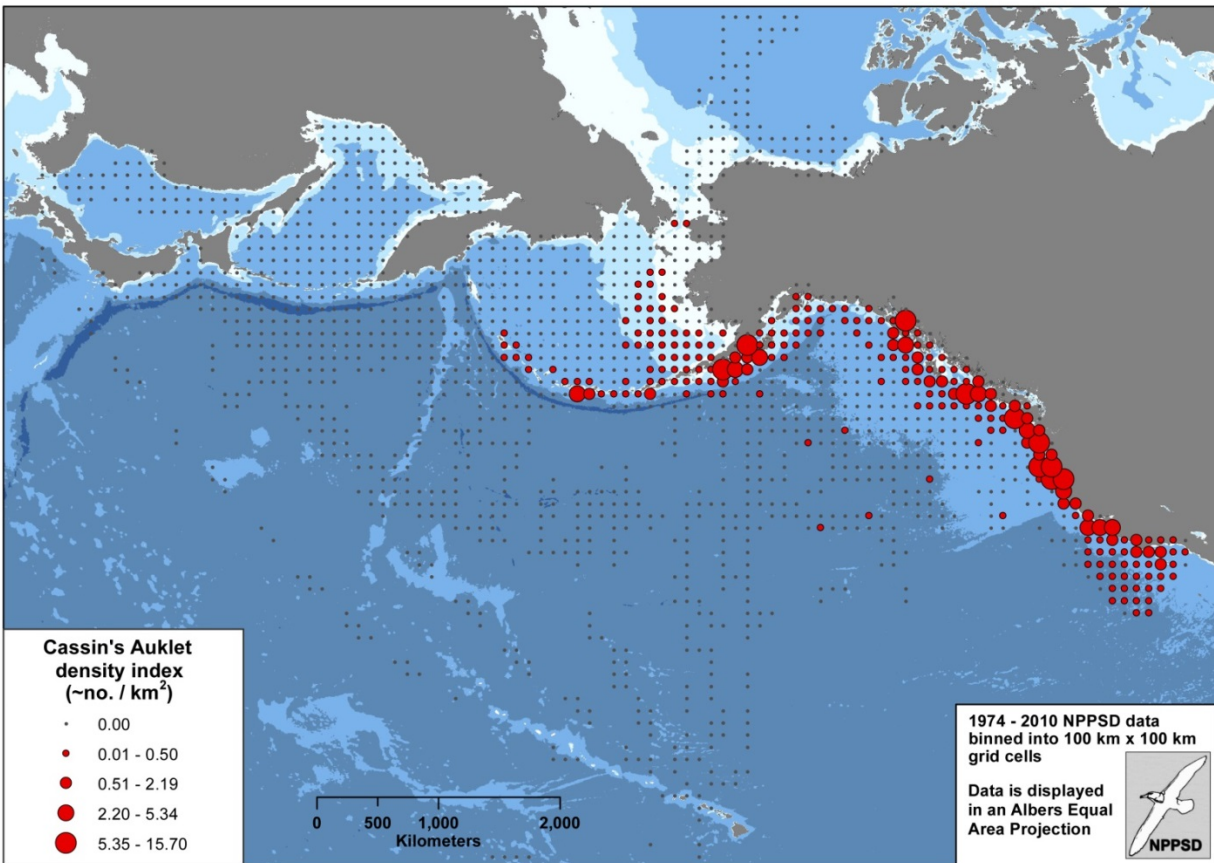 Cassin's Auklet
density index
(~no. / km²)
0.00
0.01 - 0.50
0.51 - 2.19
2.20 - 5.34
5.35 - 15.70
0 500 1,000 2,000
Kilometers
1974 - 2010 NPPSD data
binned into 100 km x 100 km
grid cells
Data is displayed
in an Albers Equal
Area Projection
NPPSD